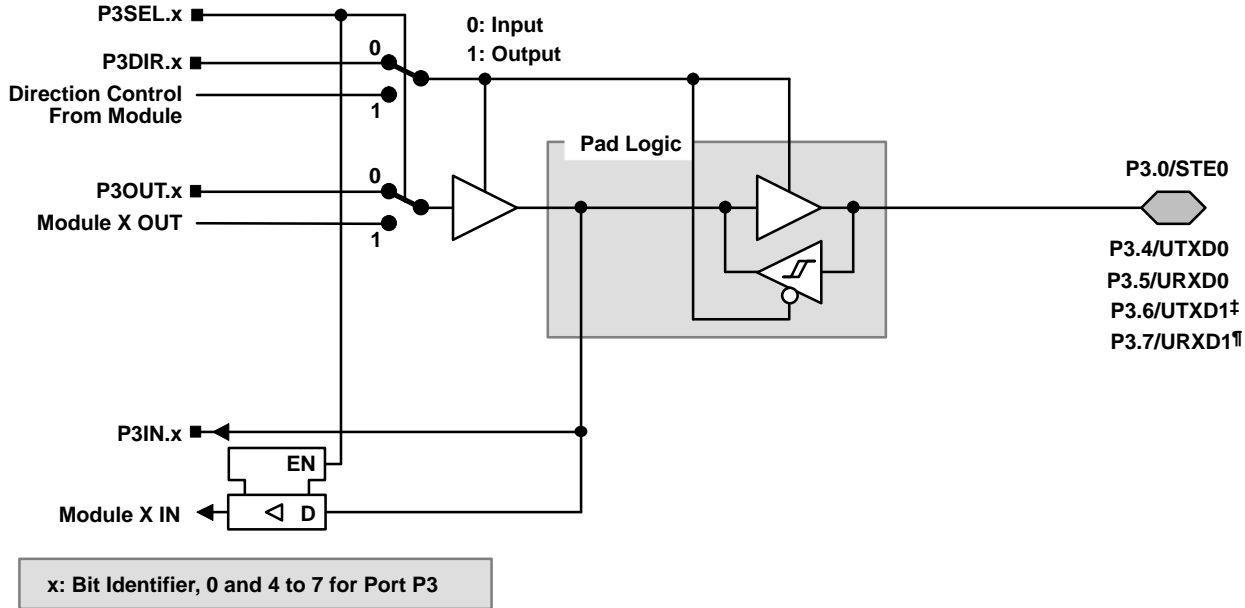 P3SEL.x
0: Input
1: Output
P3DIR.x
0
Direction Control
From Module
1
Pad Logic
P3OUT.x
0
Module X OUT
1
P3.0/STE0
P3.4/UTXD0
P3.5/URXD0
P3.6/UTXD1‡
P3.7/URXD1¶
P3IN.x
EN
Module X IN
D
x: Bit Identifier, 0 and 4 to 7 for Port P3